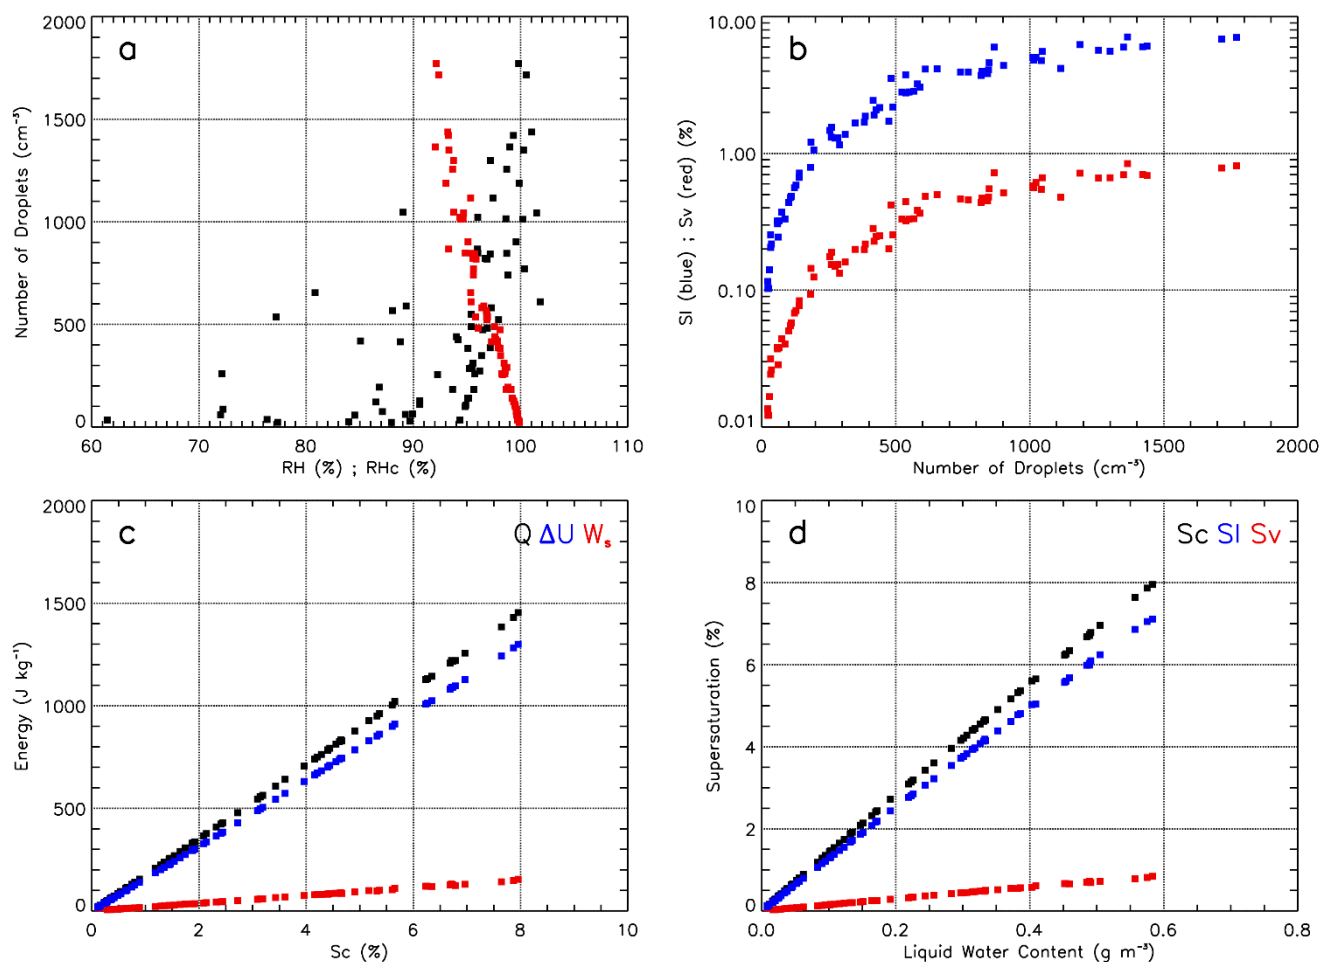 a
2000
1500
1000
500
0
Number of Droplets (cm⁻³)
60 70 80 90 100 110
RH (%) ; RHc (%)
b
10.00
1.00
0.10
0.01
Sl (blue) ; Sv (red) (%)
0 500 1000 1500 2000
Number of Droplets (cm⁻³)
c
Q ΔU Wₛ
2000
1500
1000
500
0
Energy (J kg⁻¹)
0 2 4 6 8 10
Sc (%)
d
Sc Sl Sv
10
8
6
4
2
0
Supersaturation (%)
0.0 0.2 0.4 0.6 0.8
Liquid Water Content (g m⁻³)